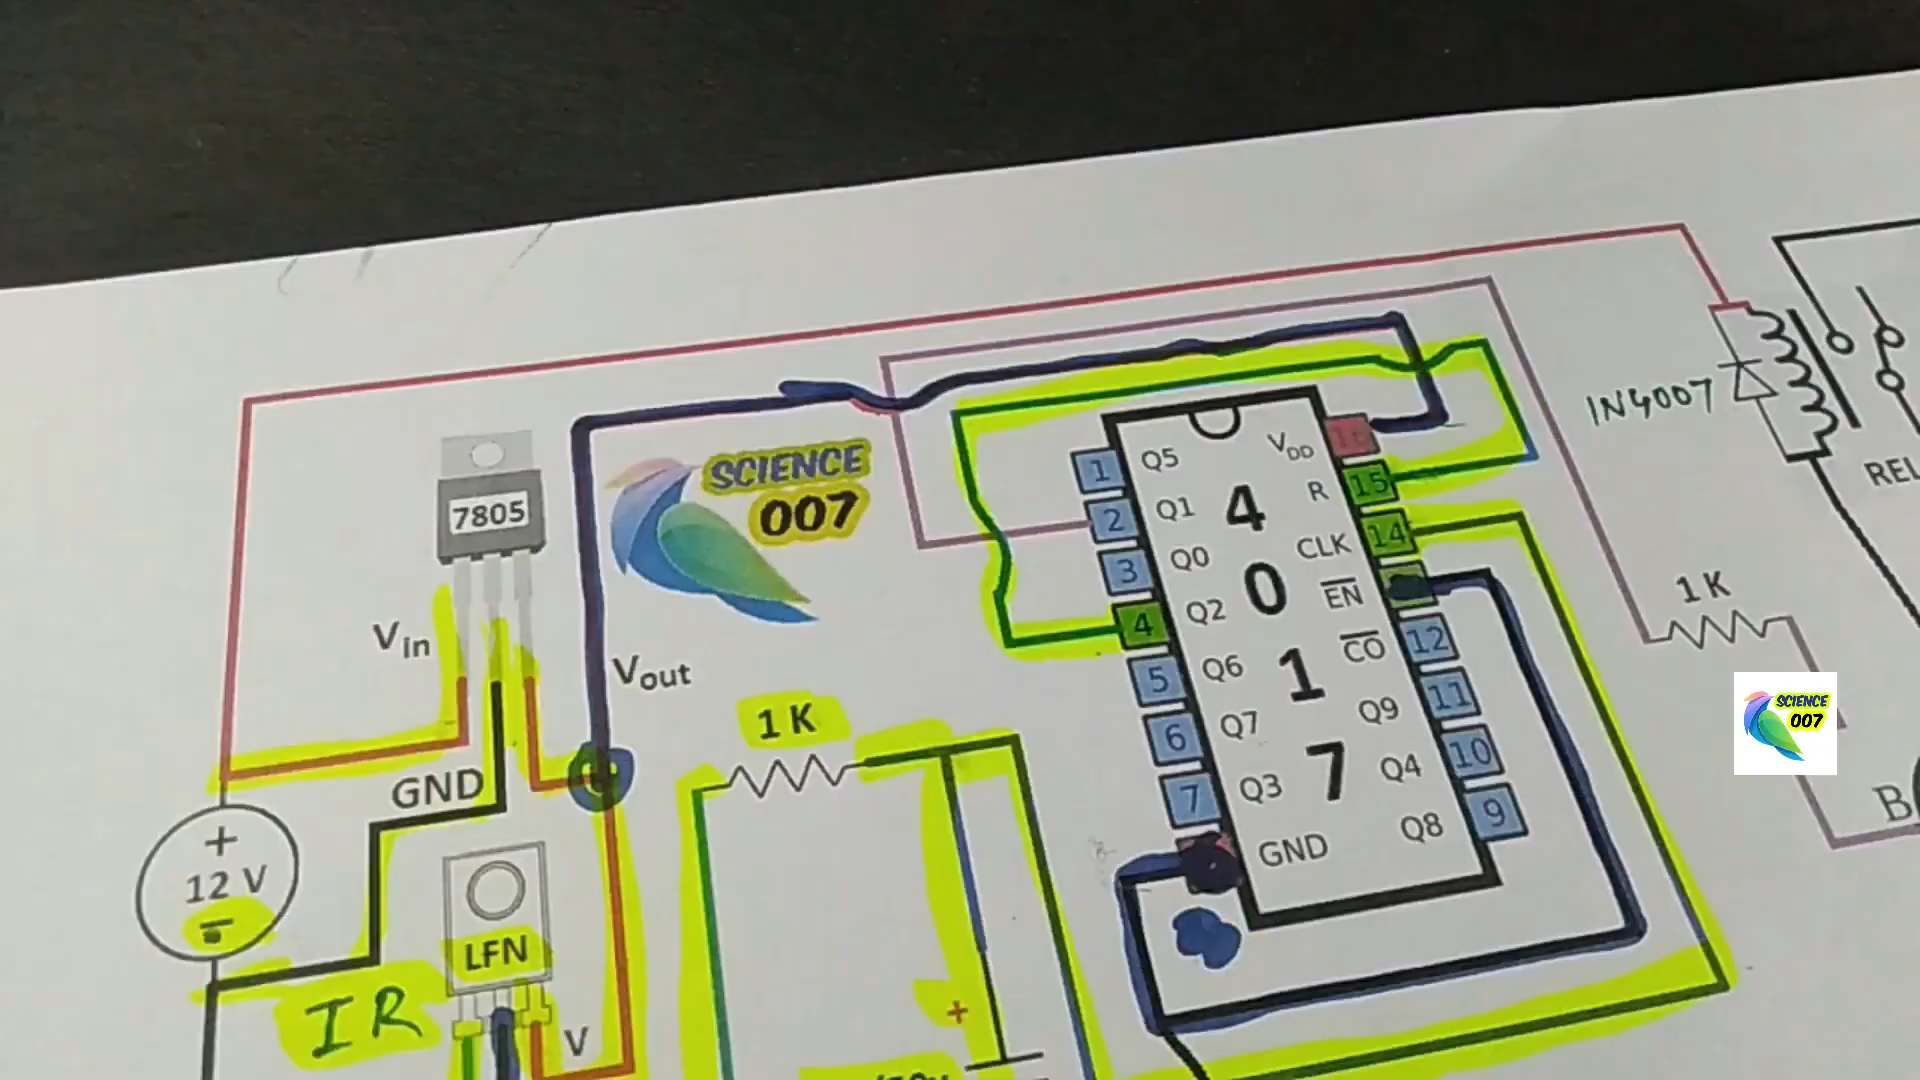 7805
Vin
GND
Vout
+
12 V
-
LFN
IR
V
1 K
+
SCIENCE
007
1
2
3
4
5
6
7
Q5
Q1
Q0
Q2
Q6
Q7
Q3
GND
4
0
1
7
VDD
R
CLK
EN
CO
Q9
Q4
Q8
16
15
14
12
11
10
9
1N4007
REL
1 K
SCIENCE
007
B